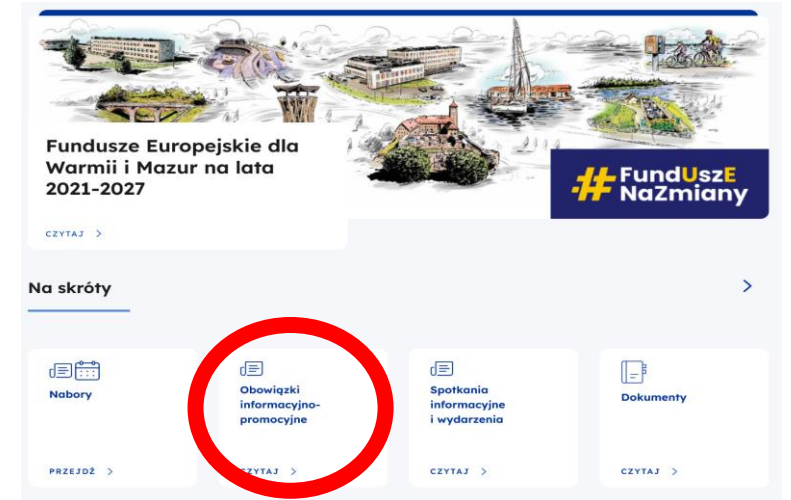 Fundusze Europejskie dla
Warmii i Mazur na lata
2021-2027
CZYTAJ >
#FundUszE
NaZmiany
Na skróty
>
Nabory
PRZEJDŹ >
Obowiązki
informacyjno-
promocyjne
CZYTAJ >
Spotkania
informacyjne
i wydarzenia
CZYTAJ >
Dokumenty
CZYTAJ >